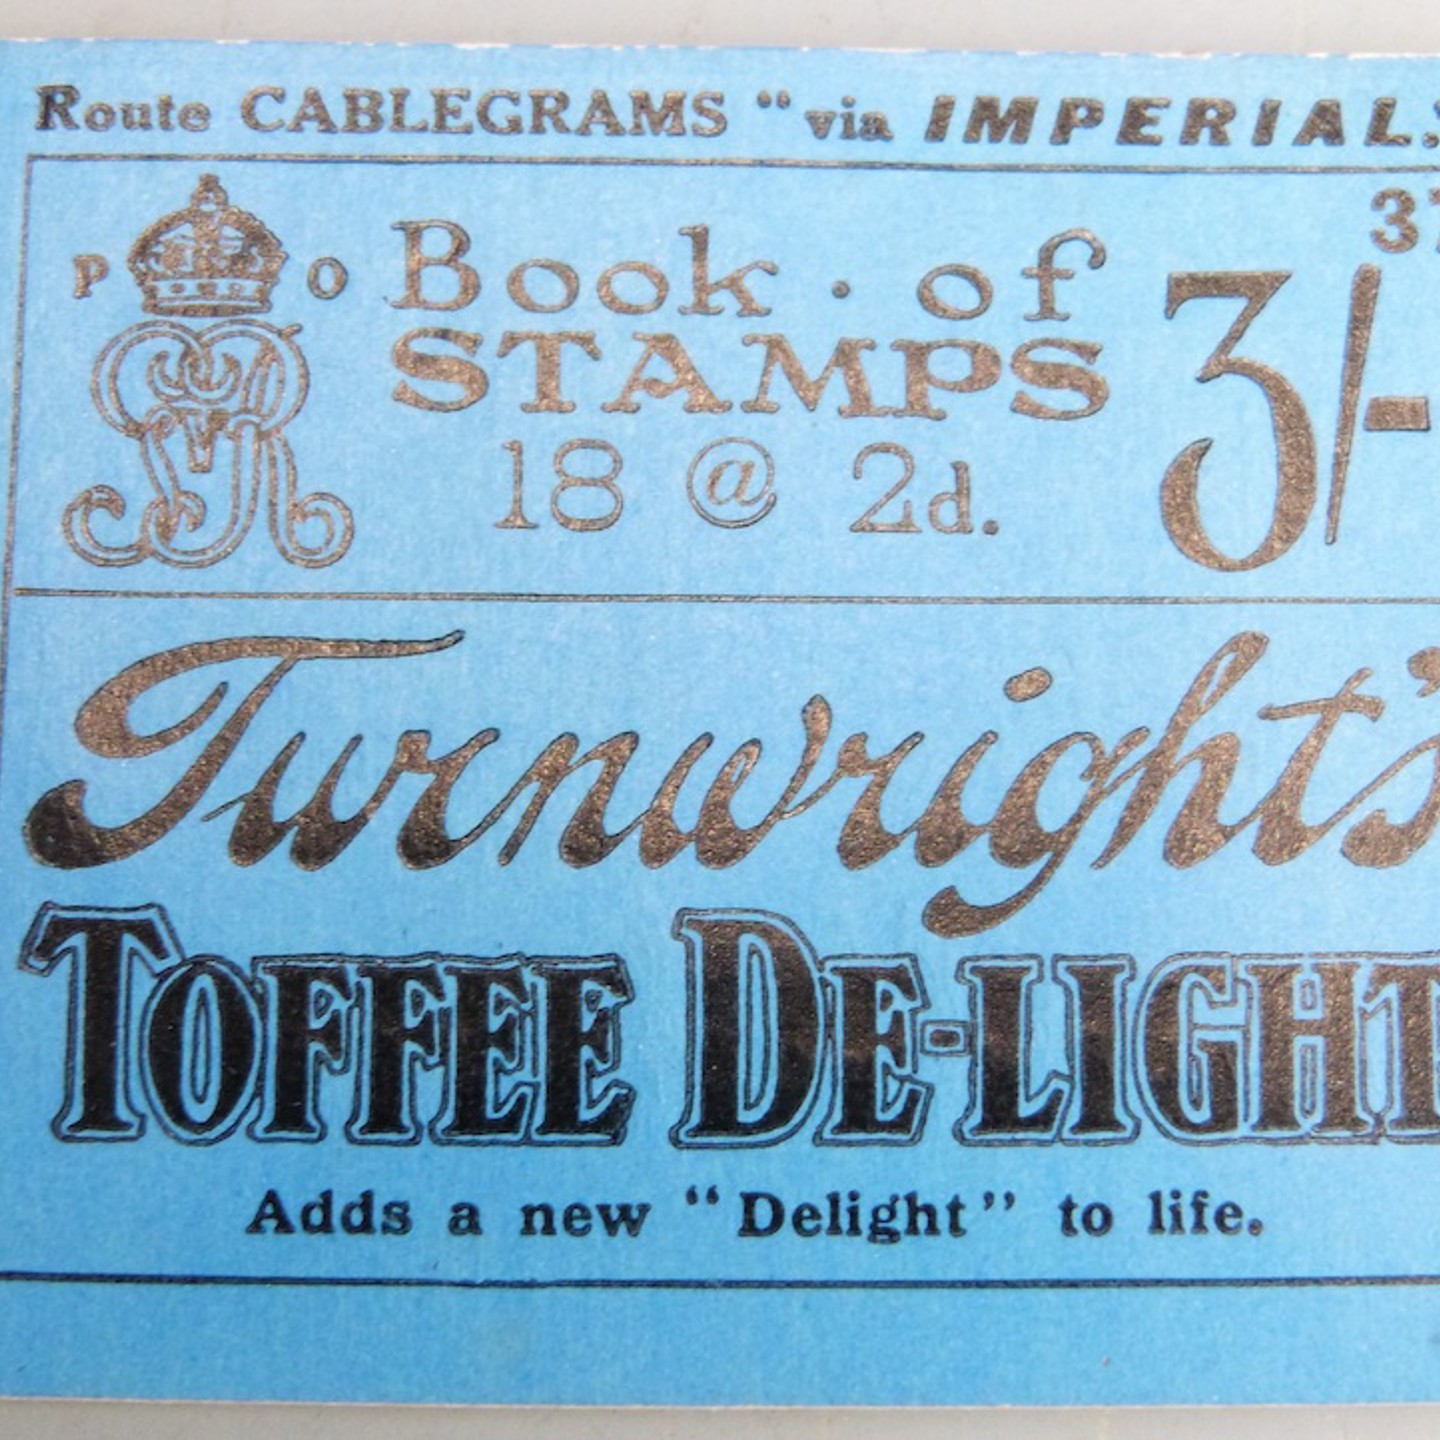 Route CABLEGRAMS "via IMPERIAL.
37
P O
Book · of
STAMPS
18 @ 2d.
3/-
Turnwright's
TOFFEE DE-LIGHT
Adds a new "Delight" to life.